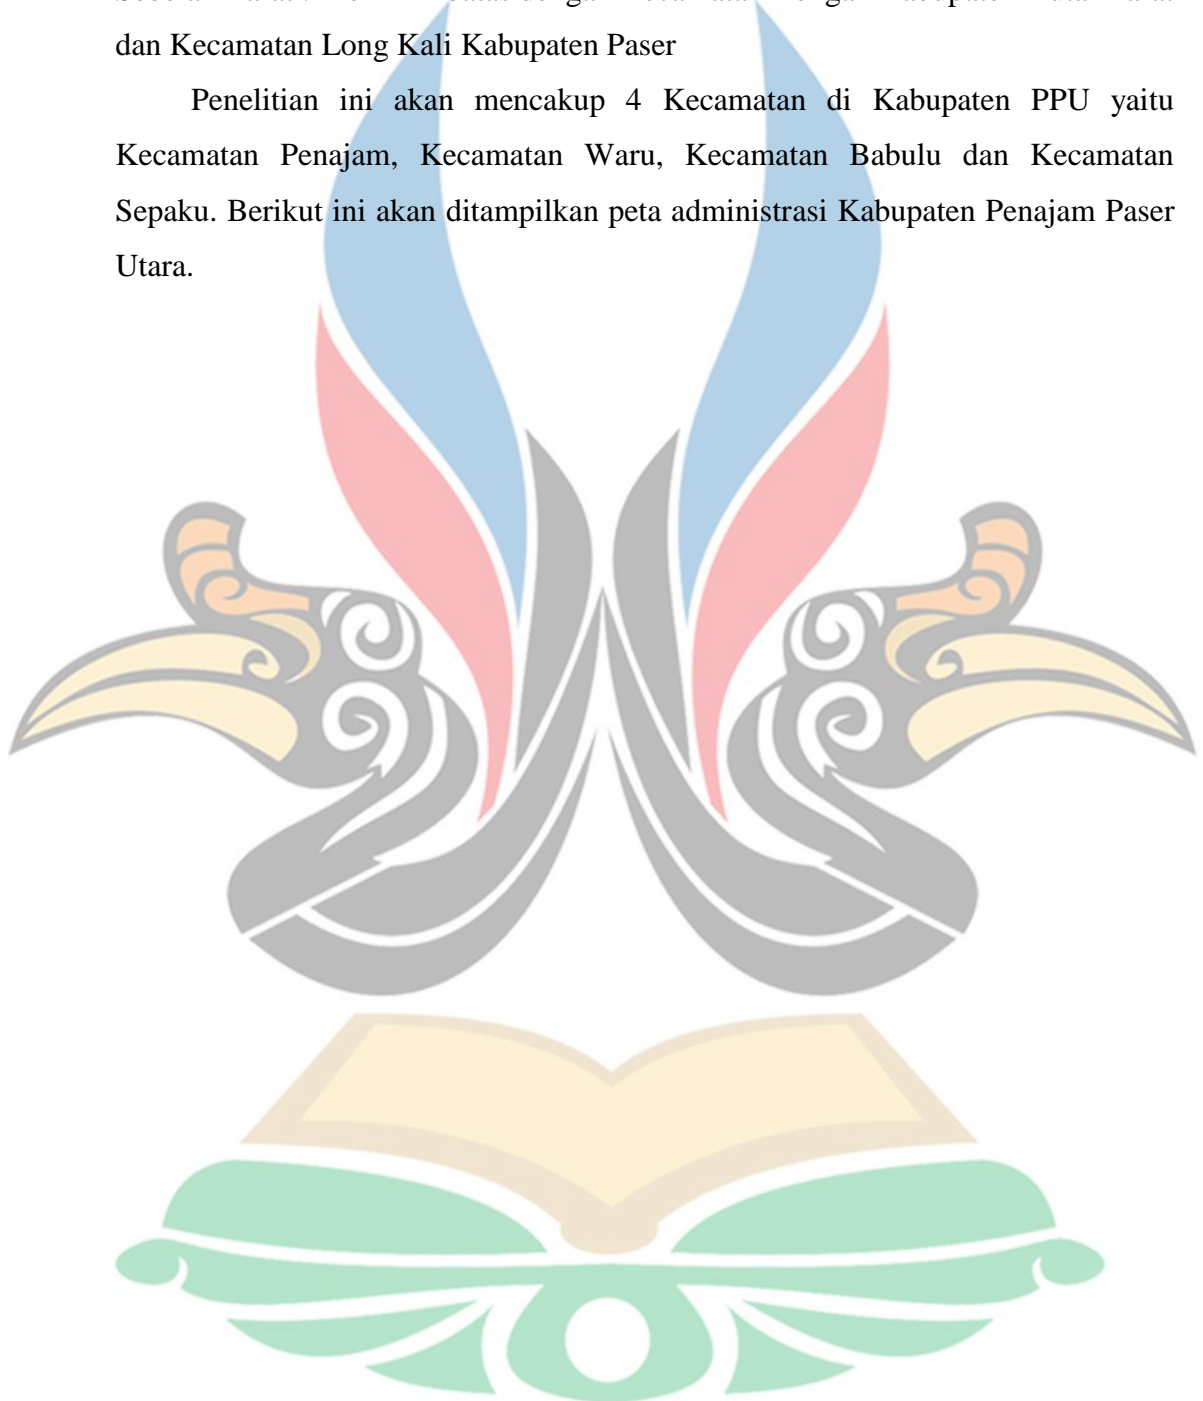 dan Kecamatan Long Kali Kabupaten Paser
Penelitian ini akan mencakup 4 Kecamatan di Kabupaten PPU yaitu
Kecamatan Penajam, Kecamatan Waru, Kecamatan Babulu dan Kecamatan
Sepaku. Berikut ini akan ditampilkan peta administrasi Kabupaten Penajam Paser
Utara.